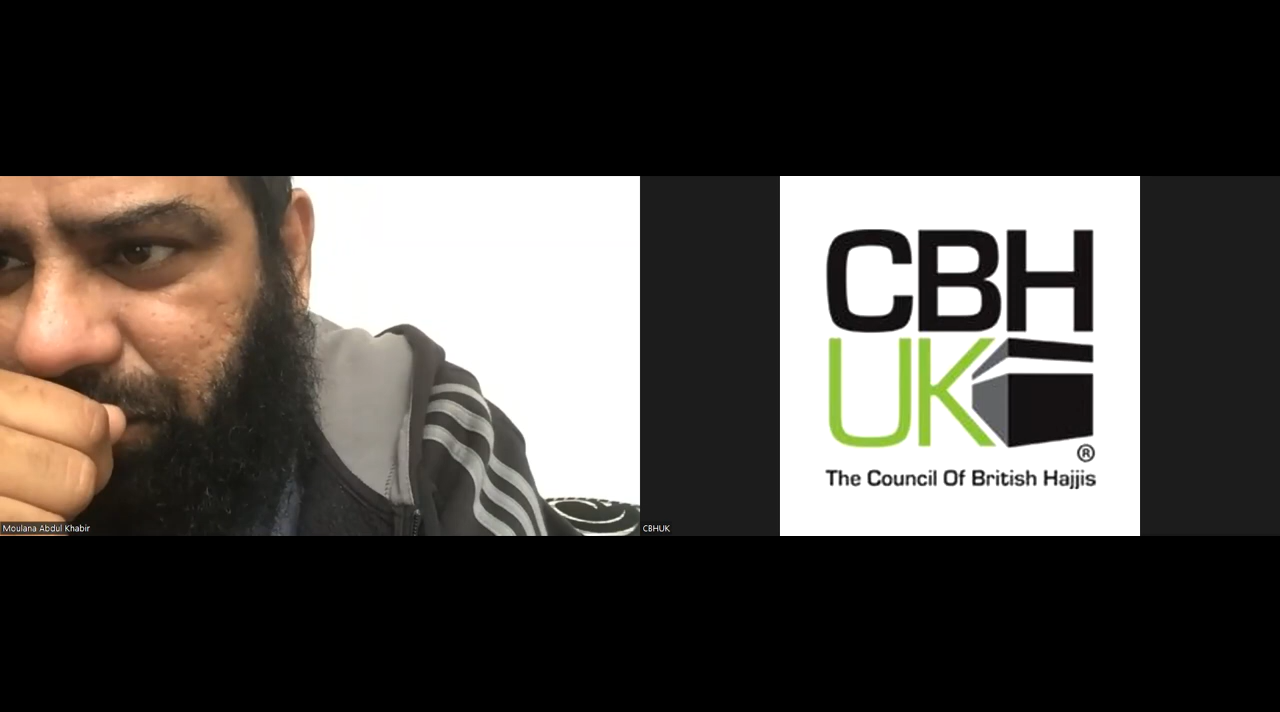 CBH
UK
®
The Council Of British Hajjis
Moulana Abdul Khabir
CBHUK